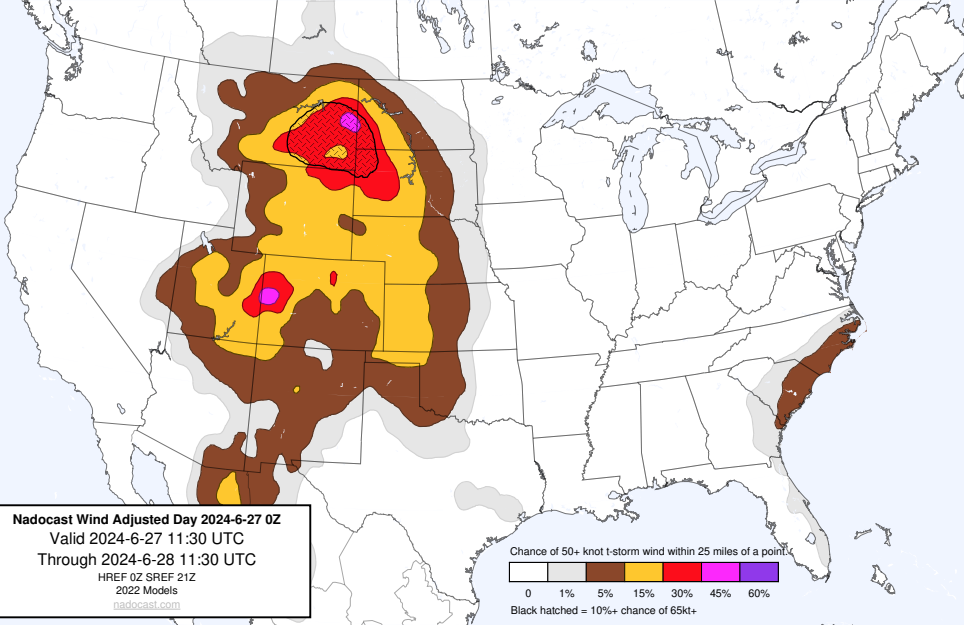 Nadocast Wind Adjusted Day 2024-6-27 0Z
Valid 2024-6-27 11:30 UTC
Through 2024-6-28 11:30 UTC
HREF 0Z SREF 21Z
2022 Models
nadocast.com
Chance of 50+ knot t-storm wind within 25 miles of a point.
0 1% 5% 15% 30% 45% 60%
Black hatched = 10%+ chance of 65kt+